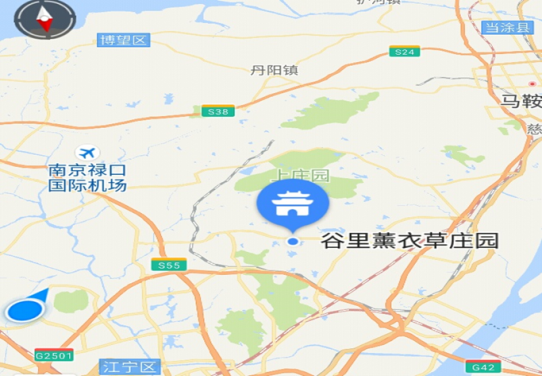 博望区
当涂县
S24
丹阳镇
马鞍
S38
慈
南京禄口
国际机场
上庄园
谷里薰衣草庄园
S55
G2501
江宁区
G42